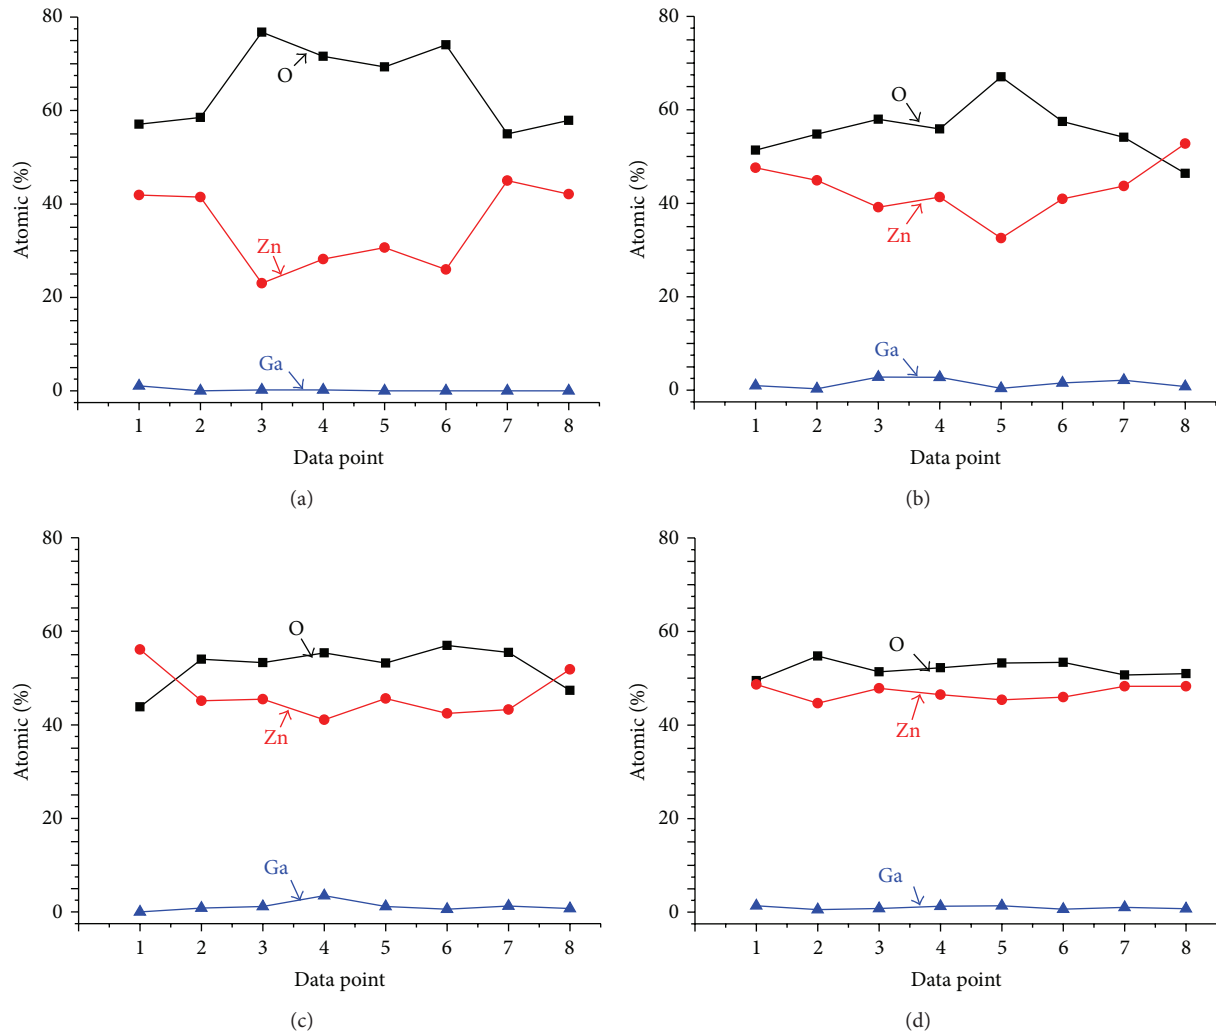 80
60
40
20
0
Atomic (%)
O
Zn
Ga
1 2 3 4 5 6 7 8
Data point
(a)
80
60
40
20
0
Atomic (%)
O
Zn
Ga
1 2 3 4 5 6 7 8
Data point
(b)
80
60
40
20
0
Atomic (%)
O
Zn
Ga
1 2 3 4 5 6 7 8
Data point
(c)
80
60
40
20
0
Atomic (%)
O
Zn
Ga
1 2 3 4 5 6 7 8
Data point
(d)